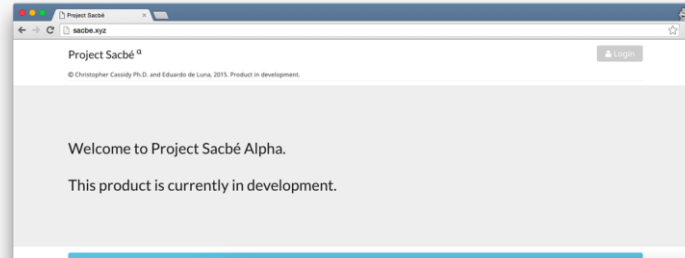 Project Sacbé
sacbe.xyz
Project Sacbé α
Login
© Christopher Cassidy Ph.D. and Eduardo de Luna, 2015. Product in development.
Welcome to Project Sacbé Alpha.
This product is currently in development.